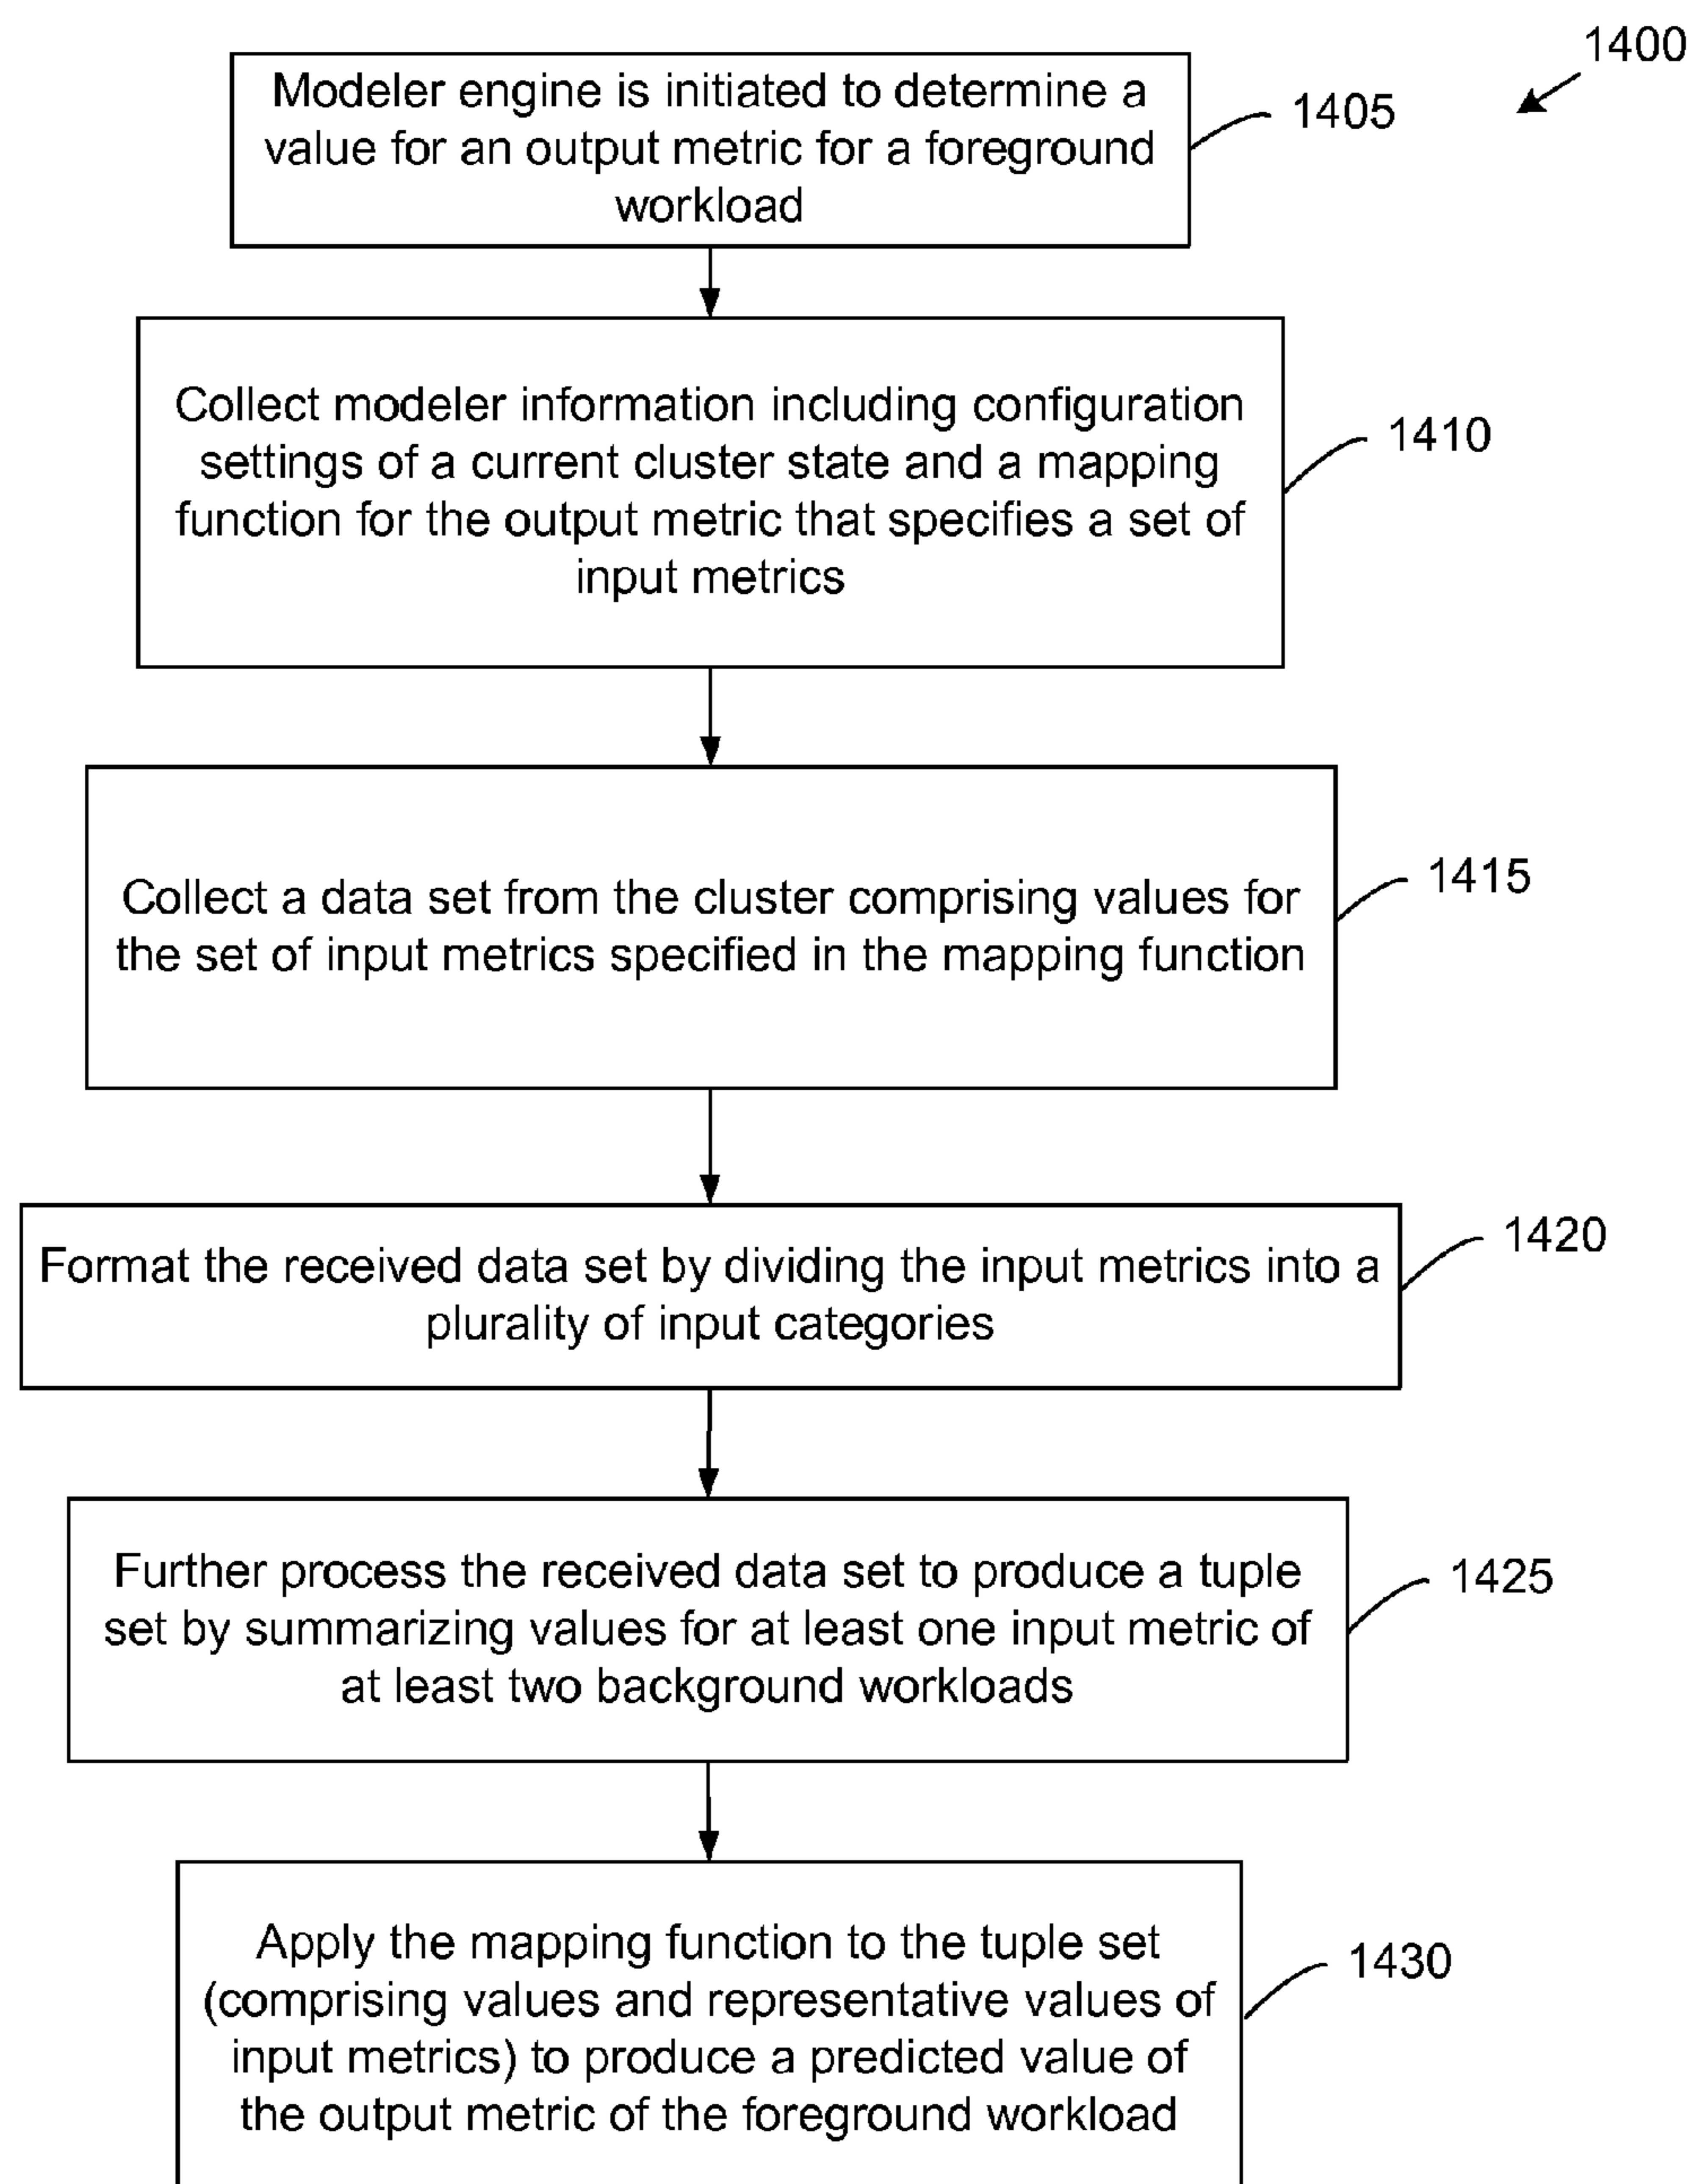 1400
Modeler engine is initiated to determine a
value for an output metric for a foreground
workload
1405
Collect modeler information including configuration
settings of a current cluster state and a mapping
function for the output metric that specifies a set of
input metrics
1410
Collect a data set from the cluster comprising values for
the set of input metrics specified in the mapping function
1415
Format the received data set by dividing the input metrics into a
plurality of input categories
1420
Further process the received data set to produce a tuple
set by summarizing values for at least one input metric of
at least two background workloads
1425
Apply the mapping function to the tuple set
(comprising values and representative values of
input metrics) to produce a predicted value of
the output metric of the foreground workload
1430